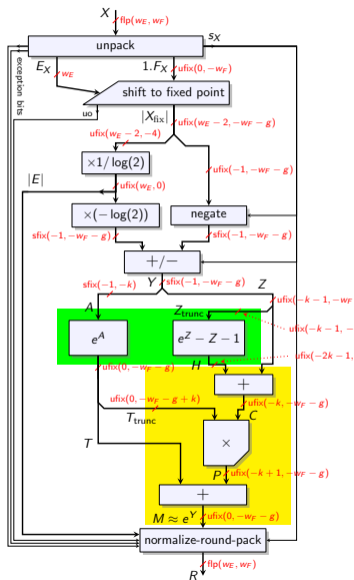 X
flp(w_E, w_F)
unpack
s_X
E_X
w_E
1.F_X
ufix(0, −w_F)
exception bits
shift to fixed point
ufl
|X_fix|
ufix(w_E − 2, −w_F − g)
ufix(w_E − 2, −4)
×1/ log(2)
ufix(−1, −w_F − g)
|E|
ufix(w_E, 0)
×(− log(2))
negate
sfix(−1, −w_F − g)
sfix(−1, −w_F − g)
+/−
Y
sfix(−1, −w_F − g)
Z
sfix(−1, −k)
A
Z_trunc
ufix(−k − 1, −w_F
ufix(−k − 1, −
e^A
e^Z − Z − 1
ufix(−2k − 1,
ufix(0, −w_F − g)
H
+
ufix(−k, −w_F − g)
ufix(0, −w_F − g + k)
C
T_trunc
T
×
P
ufix(−k + 1, −w_F − g)
+
M ≈ e^Y
ufix(0, −w_F − g)
normalize-round-pack
flp(w_E, w_F)
R